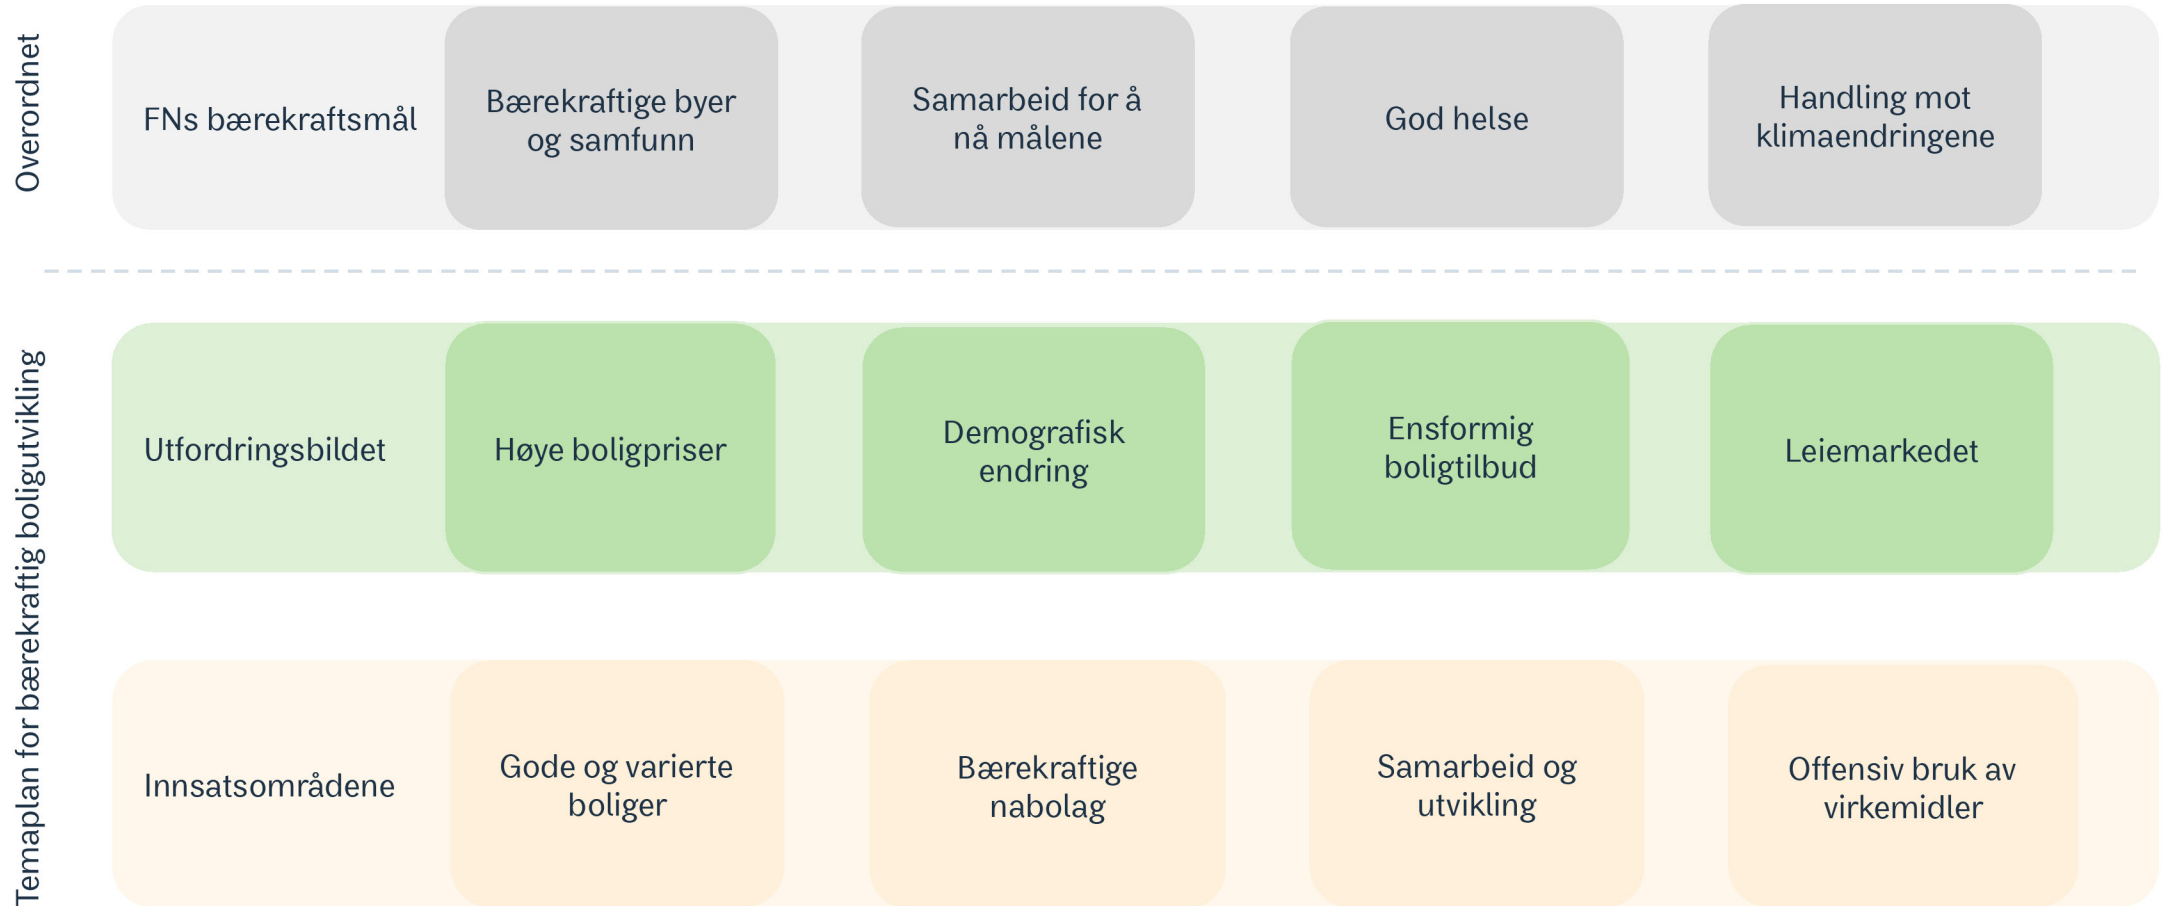 Overordnet
FNs bærekraftsmål
Bærekraftige byer
og samfunn
Samarbeid for å
nå målene
God helse
Handling mot
klimaendringene
Temaplan for bærekraftig boligutvikling
Utfordringsbildet
Høye boligpriser
Demografisk
endring
Ensformig
boligtilbud
Leiemarkedet
Innsatsområdene
Gode og varierte
boliger
Bærekraftige
nabolag
Samarbeid og
utvikling
Offensiv bruk av
virkemidler